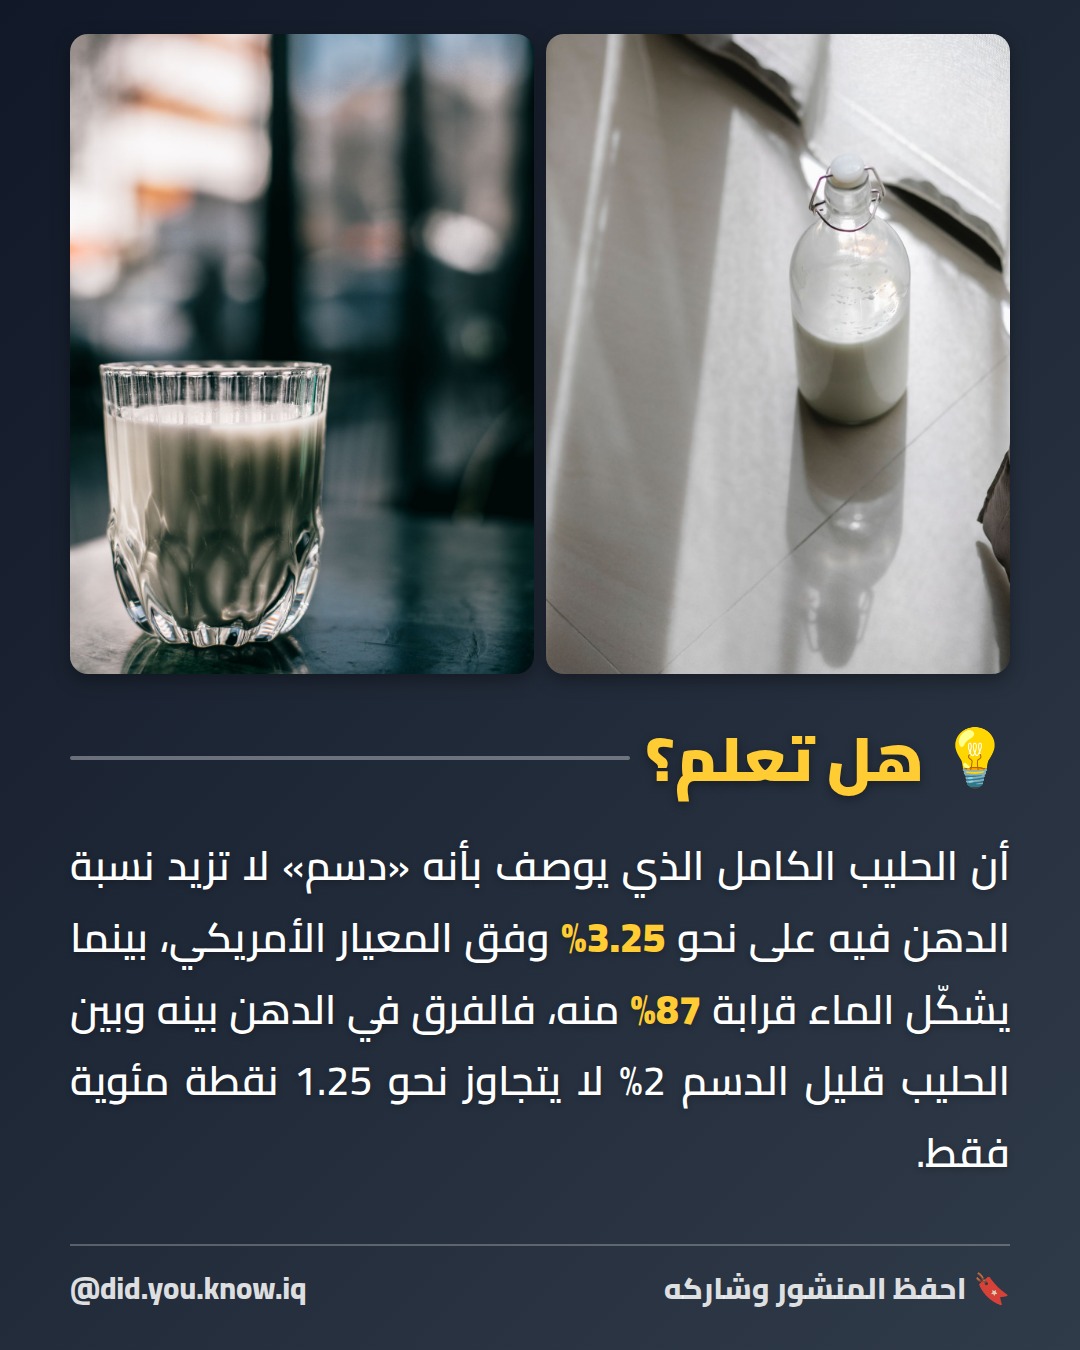 💡 هل تعلم؟
أن الحليب الكامل الذي يوصف بأنه «دسم» لا تزيد نسبة
الدهن فيه على نحو 3.25% وفق المعيار الأمريكي، بينما
يشكّل الماء قرابة 87% منه، فالفرق في الدهن بينه وبين
الحليب قليل الدسم 2% لا يتجاوز نحو 1.25 نقطة مئوية
فقط.
🔖 احفظ المنشور وشاركه
@did.you.know.iq